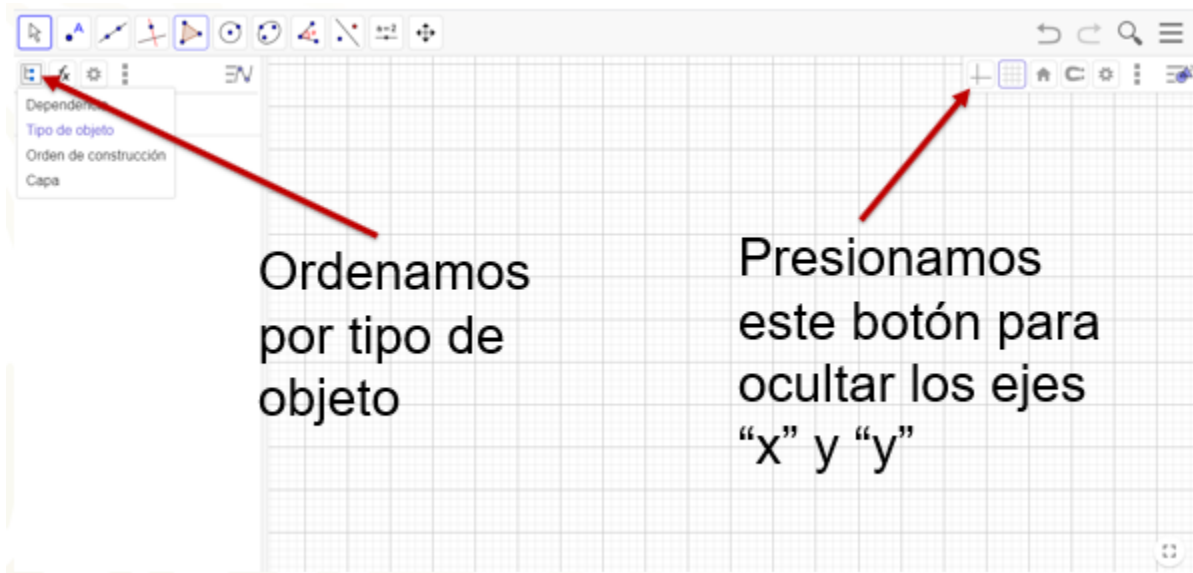 Dependencia
Tipo de objeto
Orden de construcción
Capa
Ordenamos
por tipo de
objeto
Presionamos
este botón para
ocultar los ejes
“x” y “y”